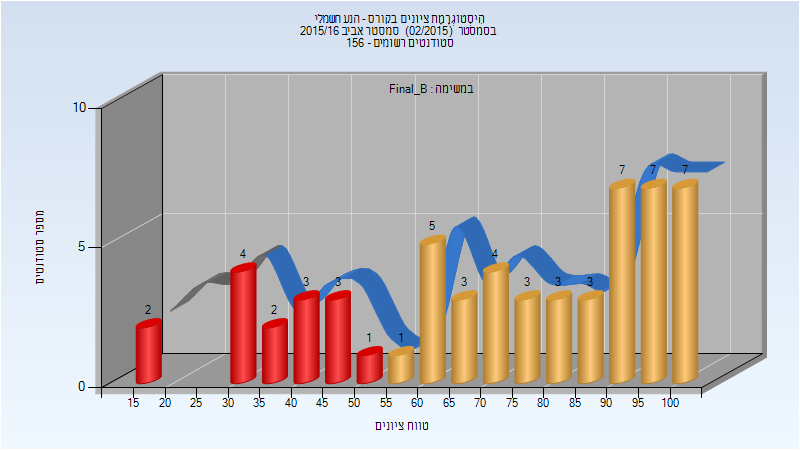 היסטוגרמת ציונים בקורס - הנע חשמלי
בסמסטר (02/2015) סמסטר אביב 2015/16
סטודנטים רשומים - 156
במשימה : Final_B
מספר סטודנטים
10
5
0
2
4
2
3
3
1
1
5
3
4
3
3
3
7
7
7
15 20 25 30 35 40 45 50 55 60 65 70 75 80 85 90 95 100
טווח ציונים